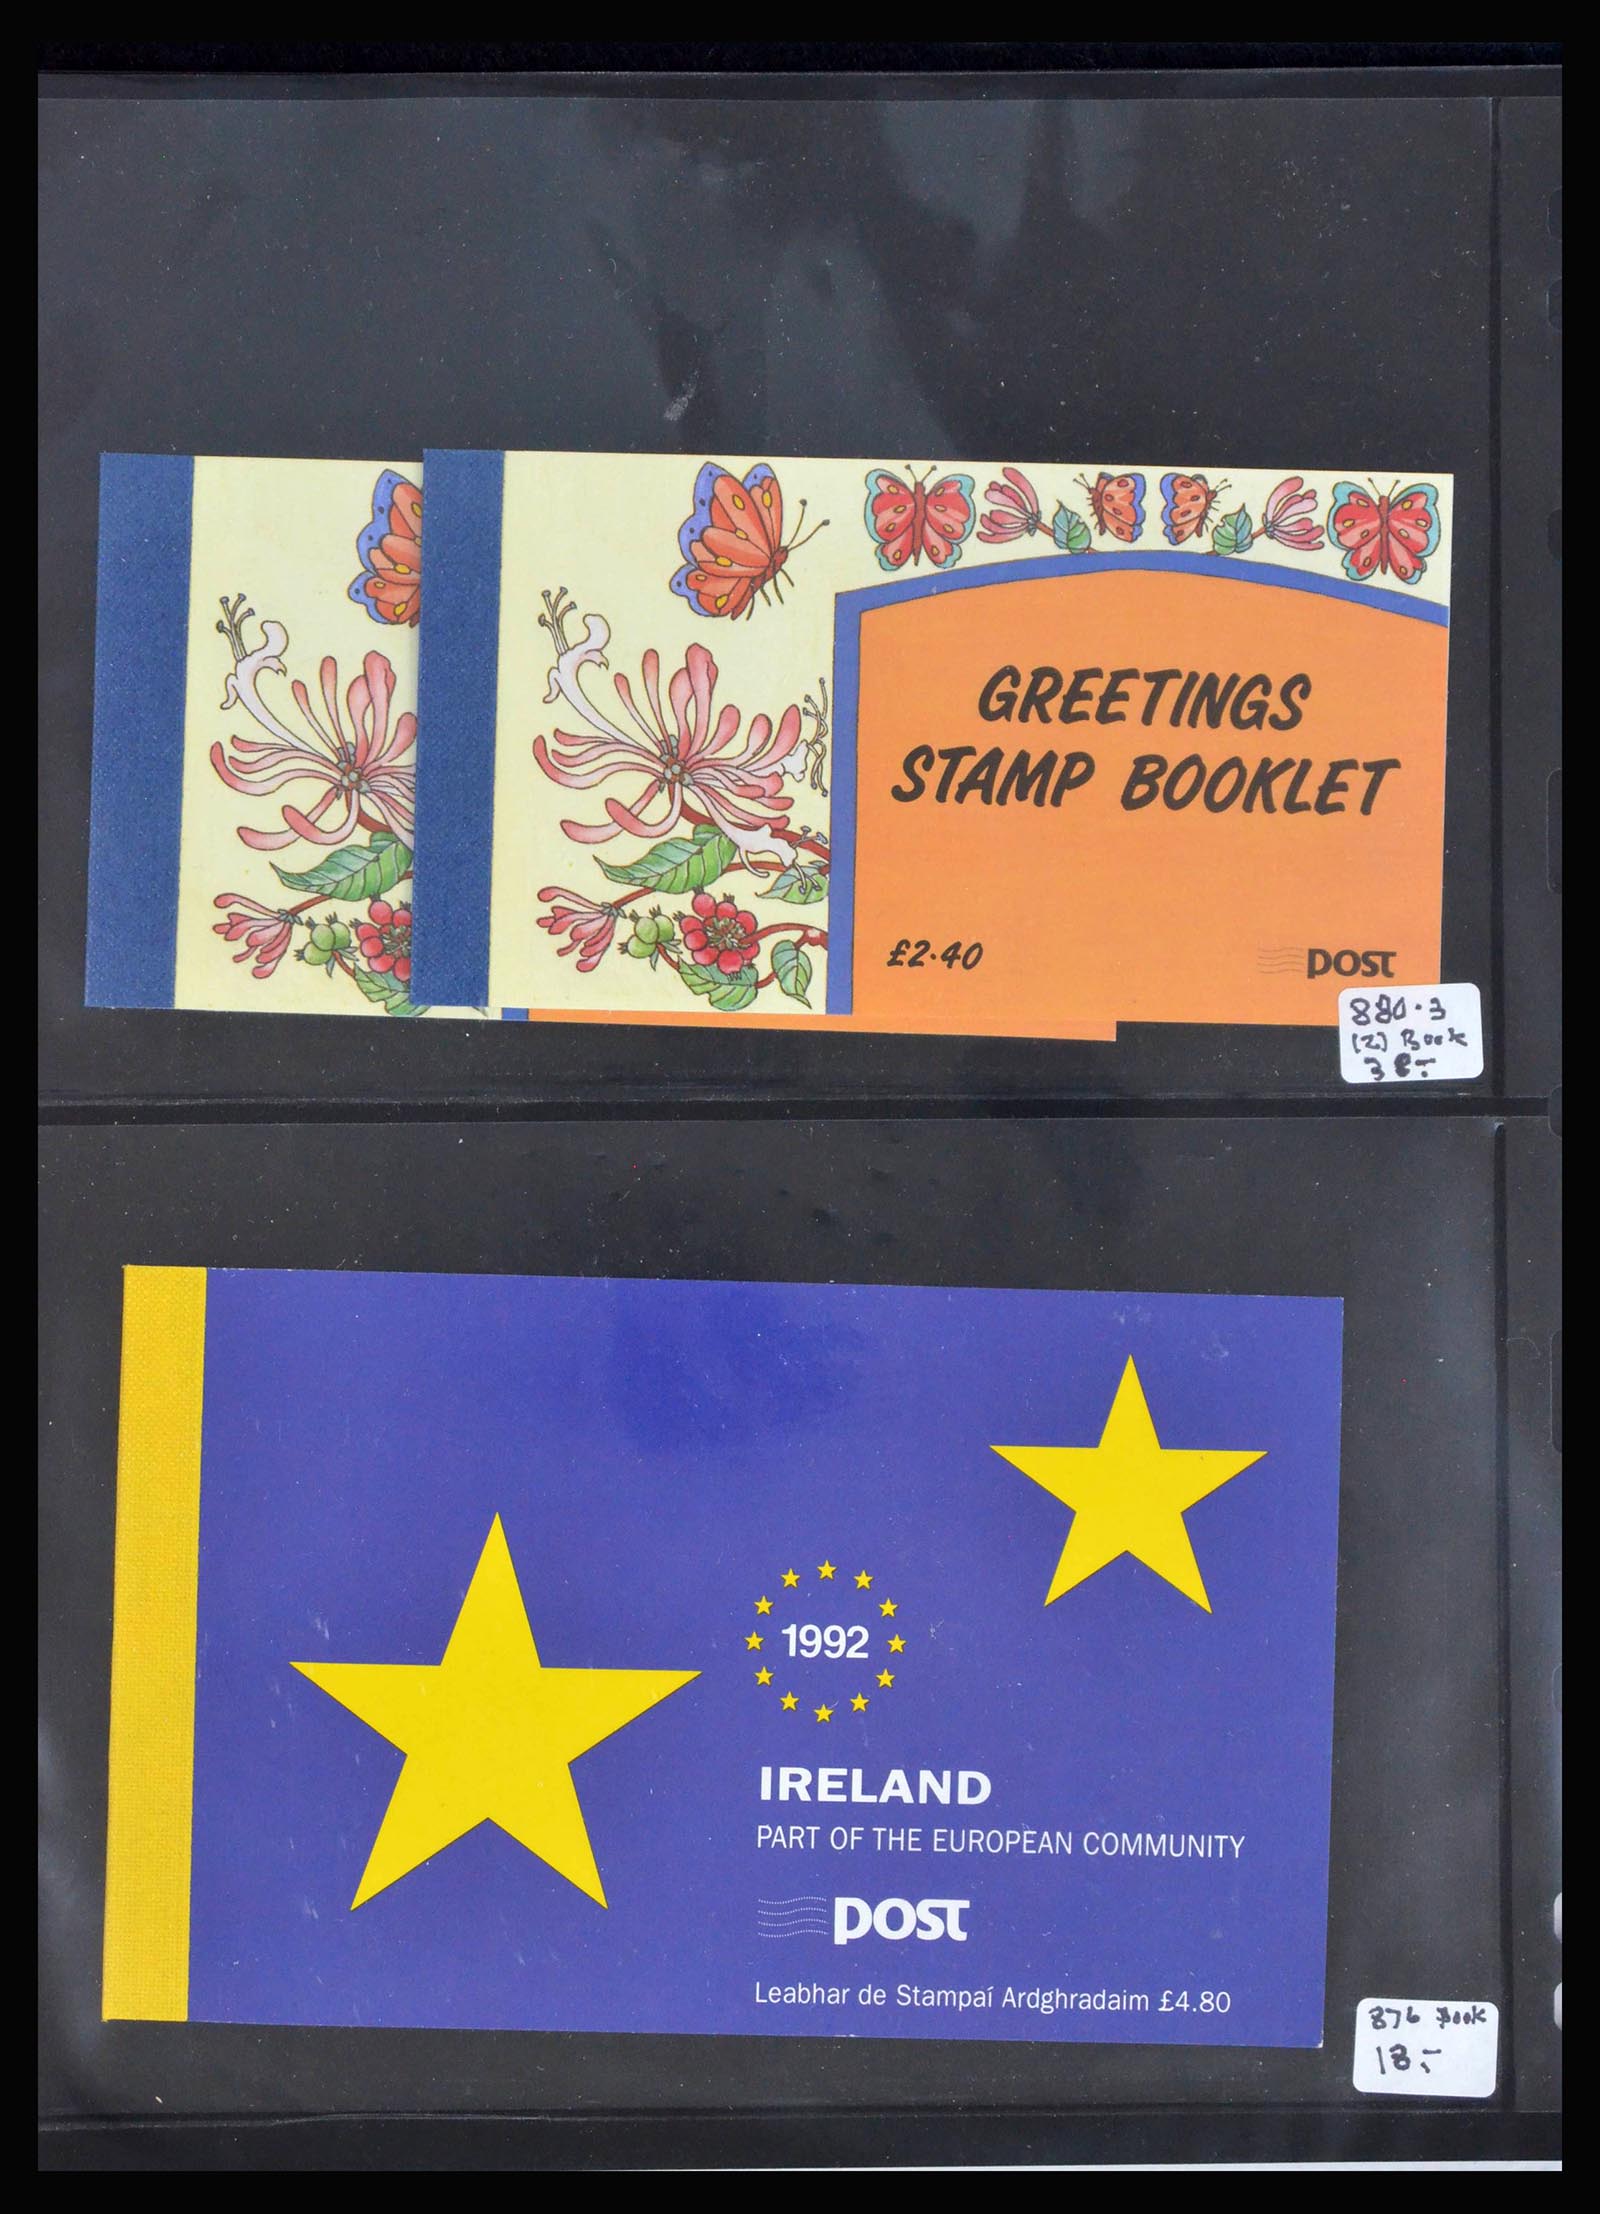 GREETINGS
STAMP BOOKLET
£2.40
POST
880.3
(2) Book
1992
IRELAND
PART OF THE EUROPEAN COMMUNITY
POST
Leabhar de Stampaí Ardghradaim £4.80
876 Book
18.-